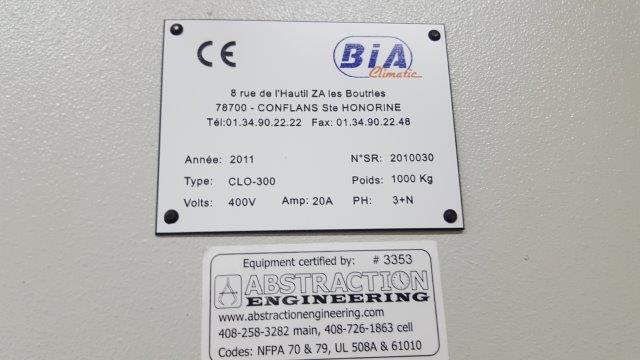 CE BiA
Climatic
8 rue de l'Hautil ZA les Boutries
78700 - CONFLANS Ste HONORINE
Tél:01.34.90.22.22 Fax: 01.34.90.22.48
Année: 2011 N°SR: 2010030
Type: CLO-300 Poids: 1000 Kg
Volts: 400V Amp: 20A PH: 3+N
Equipment certified by: # 3353
ABSTRACTION
ENGINEERING
www.abstractionengineering.com
408-258-3282 main, 408-726-1863 cell
Codes: NFPA 70 & 79, UL 508A & 61010